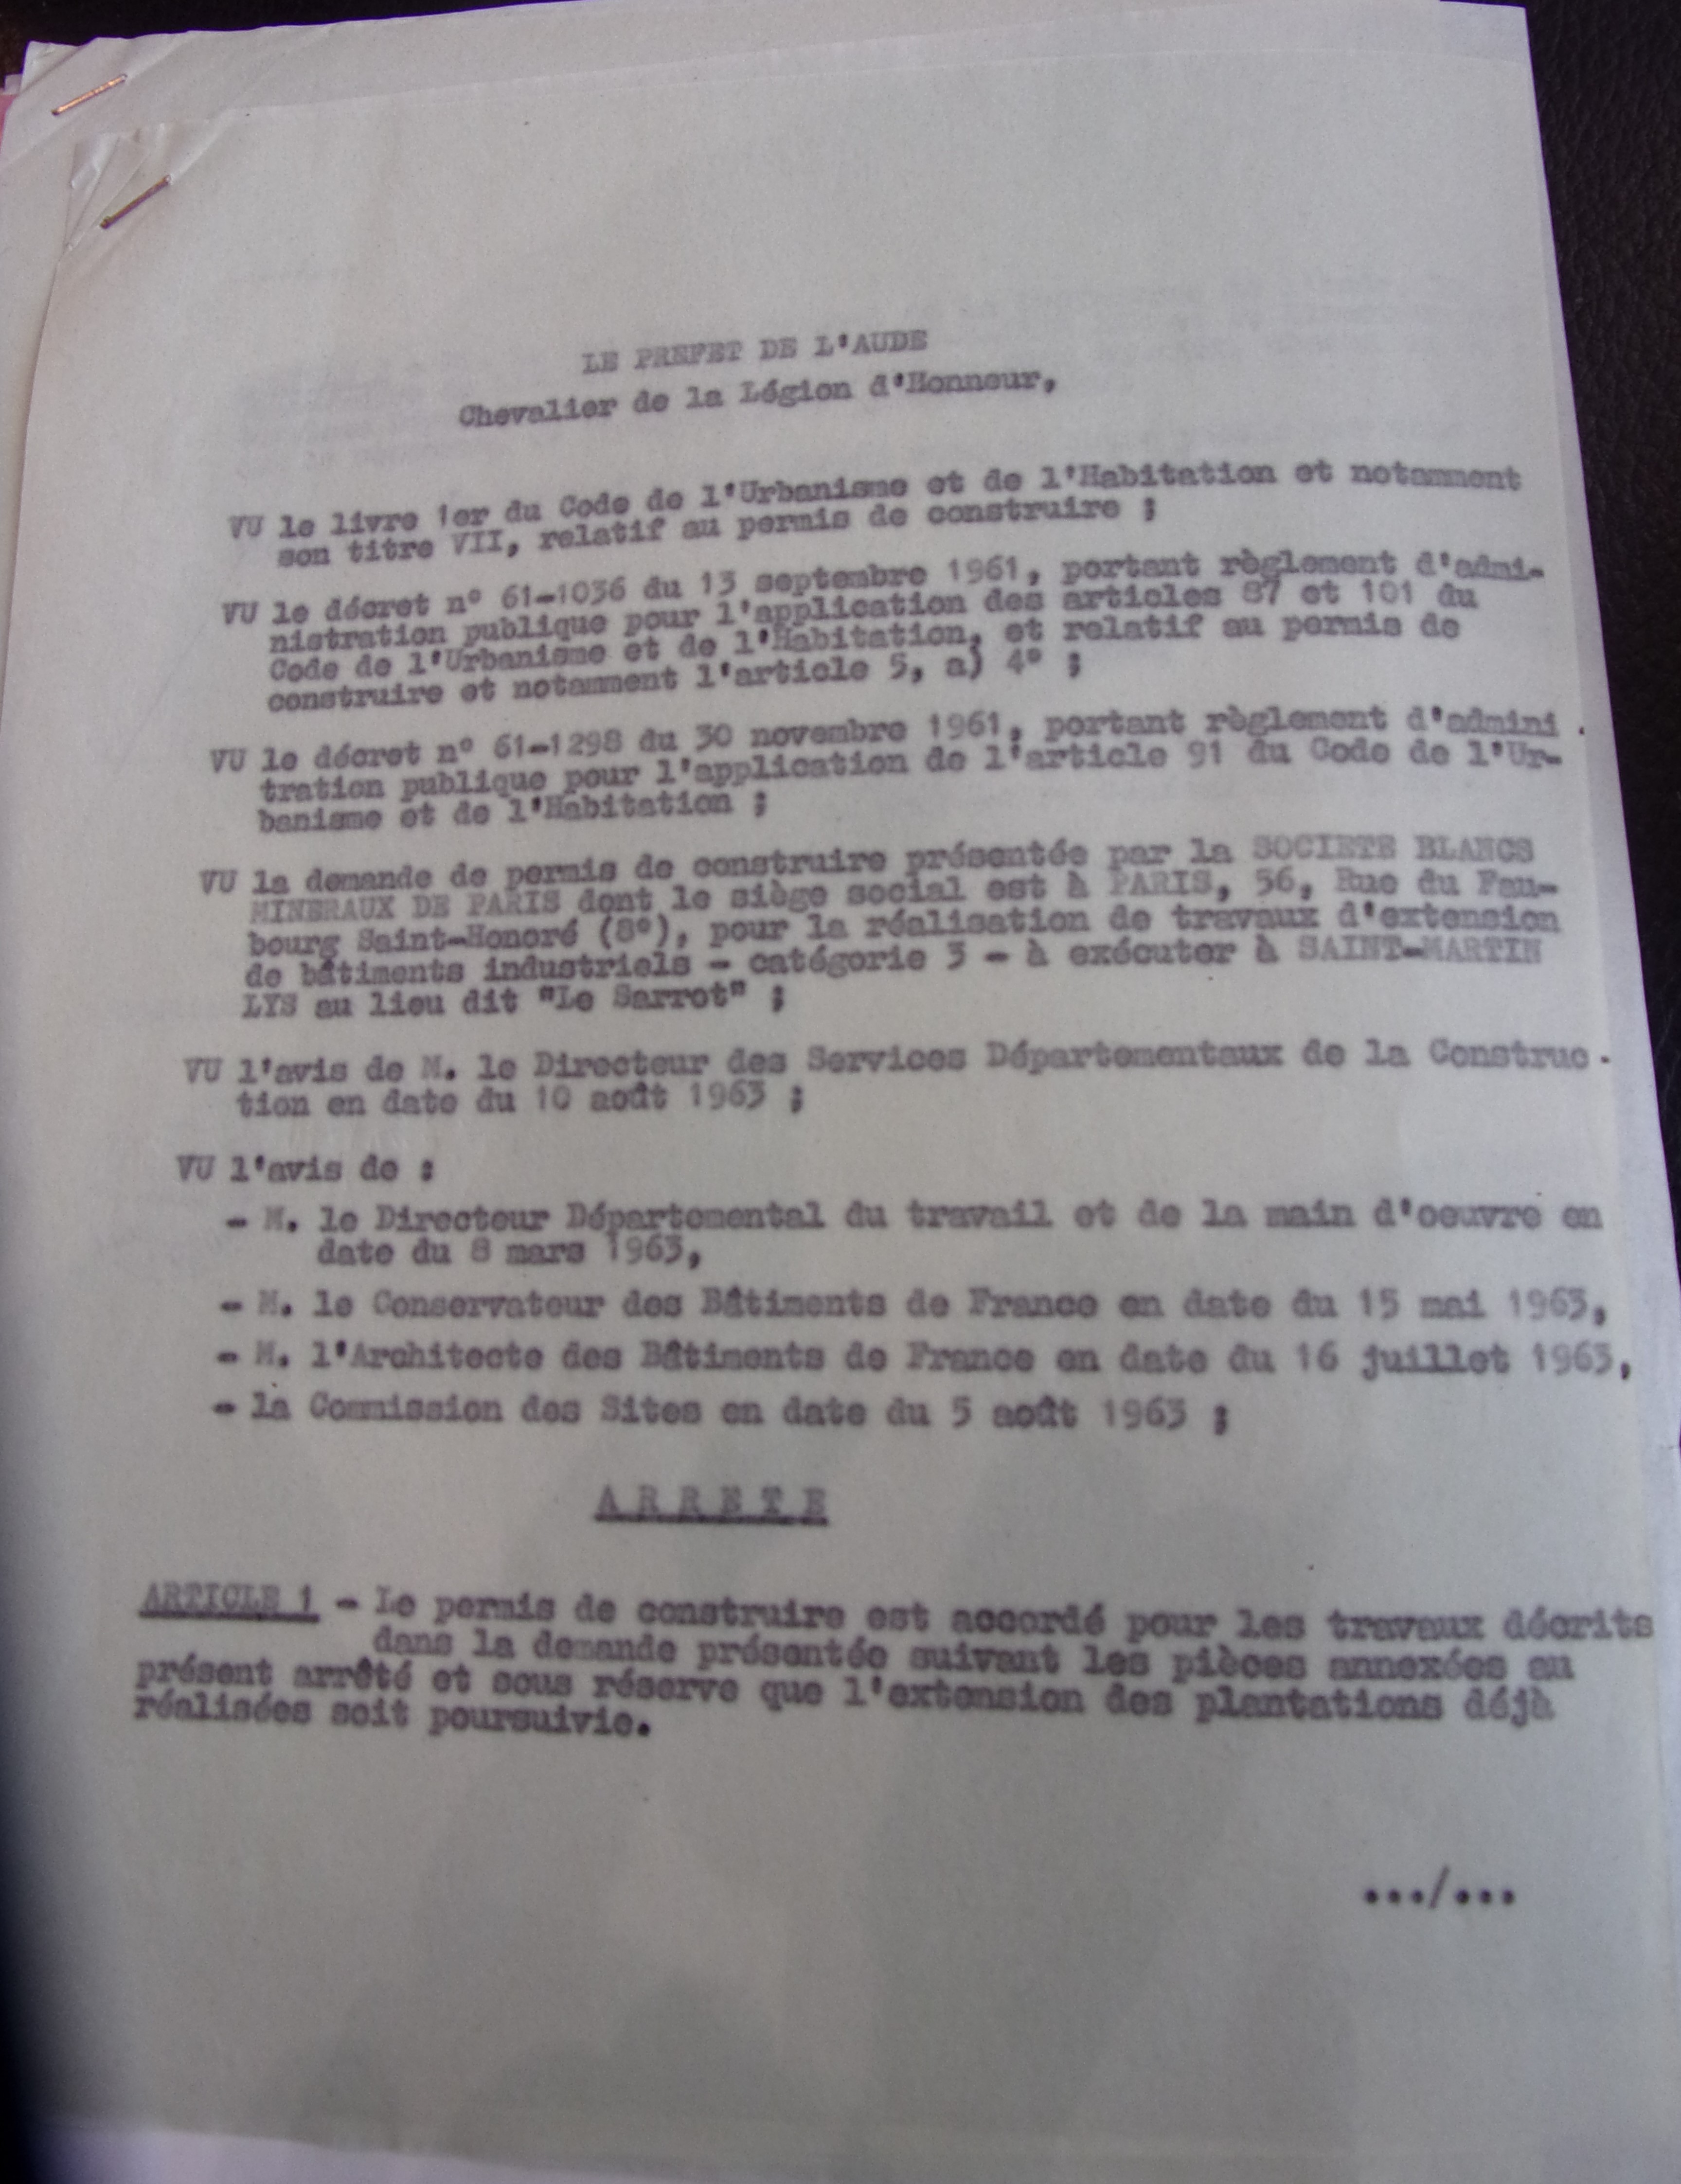 LE PREFET DE L'AUDE
Chevalier de la Légion d'Honneur,
VU le livre 1er du Code de l'Urbanisme et de l'Habitation et notamment
son titre VII, relatif au permis de construire ;
VU le décret n° 61-1036 du 13 septembre 1961, portant règlement d'admi-
nistration publique pour l'application des articles 87 et 101 du
Code de l'Urbanisme et de l'Habitation, et relatif au permis de
construire et notamment l'article 5, a) 4° ;
VU le décret n° 61-1298 du 30 novembre 1961, portant règlement d'admini
tration publique pour l'application de l'article 91 du Code de l'Ur-
banisme et de l'Habitation ;
VU la demande de permis de construire présentée par la SOCIETE BLANCS
MINERAUX DE PARIS dont le siège social est à PARIS, 56, Rue du Fau-
bourg Saint-Honoré (8°), pour la réalisation de travaux d'extension
de bâtiments industriels - catégorie 3 - à exécuter à SAINT-MARTIN
LYS au lieu dit "Le Sarrot" ;
VU l'avis de M. le Directeur des Services Départementaux de la Construc-
tion en date du 10 août 1963 ;
VU l'avis de :
- M. le Directeur Départemental du travail et de la main d'oeuvre en
date du 8 mars 1963,
- M. le Conservateur des Bâtiments de France en date du 15 mai 1963,
- M. l'Architecte des Bâtiments de France en date du 16 juillet 1963,
- la Commission des Sites en date du 5 août 1963 ;
A R R E T E
ARTICLE 1 - Le permis de construire est accordé pour les travaux décrits
dans la demande présentée suivant les pièces annexées au
présent arrêté et sous réserve que l'extension des plantations déjà
réalisées soit poursuivie.
.../...